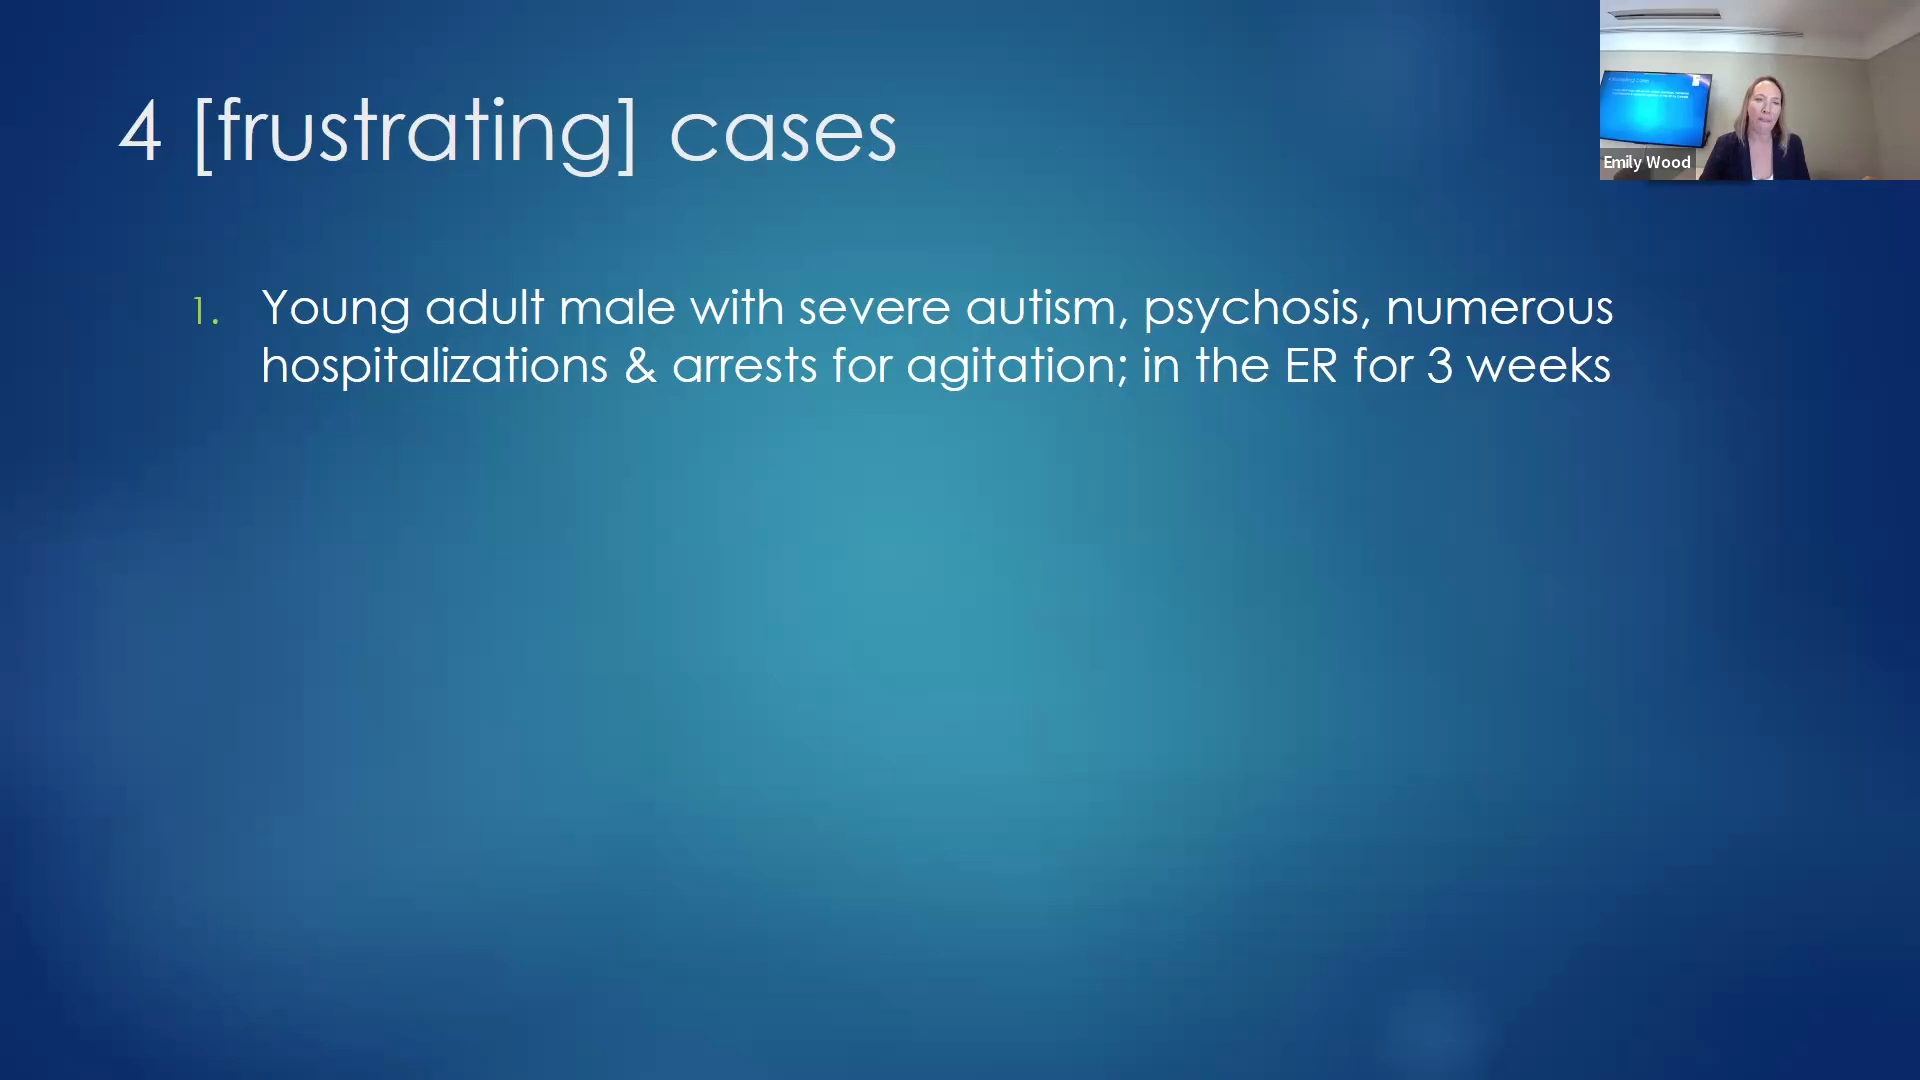 4 [frustrating] cases
1. Young adult male with severe autism, psychosis, numerous
hospitalizations & arrests for agitation; in the ER for 3 weeks
Emily Wood